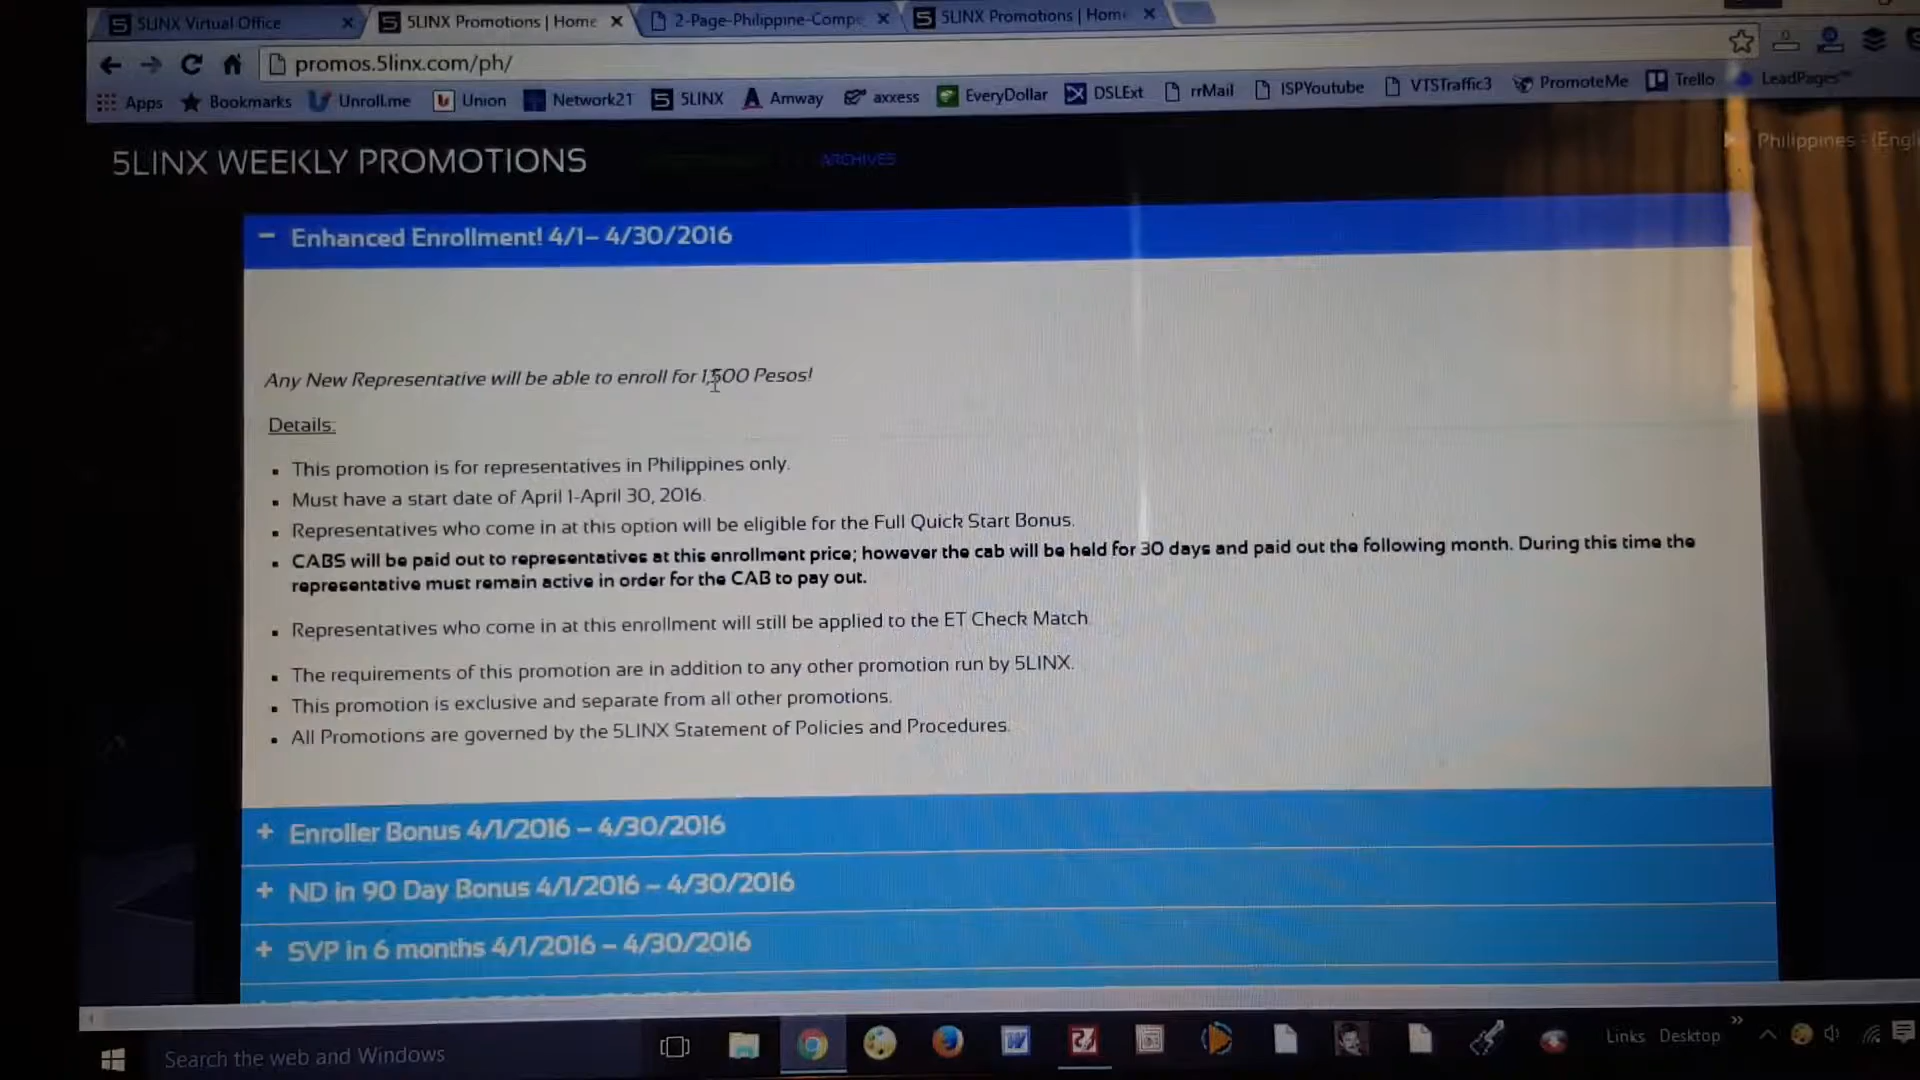 5LINX Virtual Office
5LINX Promotions | Home
2-Page-Philippine-Compe
5LINX Promotions | Home
promos.5linx.com/ph/
Apps Bookmarks Unroll.me Union Network21 5LINX Amway axxess EveryDollar DSLExt rrMail ISPYoutube VTSTraffic3 PromoteMe Trello LeadPages™
5LINX WEEKLY PROMOTIONS
ARCHIVES
Philippines - (Engl
− Enhanced Enrollment! 4/1– 4/30/2016
Any New Representative will be able to enroll for 1,500 Pesos!
Details:
▪ This promotion is for representatives in Philippines only.
▪ Must have a start date of April 1-April 30, 2016.
▪ Representatives who come in at this option will be eligible for the Full Quick Start Bonus.
▪ CABS will be paid out to representatives at this enrollment price; however the cab will be held for 30 days and paid out the following month. During this time the
representative must remain active in order for the CAB to pay out.
▪ Representatives who come in at this enrollment will still be applied to the ET Check Match
▪ The requirements of this promotion are in addition to any other promotion run by 5LINX.
▪ This promotion is exclusive and separate from all other promotions.
▪ All Promotions are governed by the 5LINX Statement of Policies and Procedures.
+ Enroller Bonus 4/1/2016 – 4/30/2016
+ ND in 90 Day Bonus 4/1/2016 – 4/30/2016
+ SVP in 6 months 4/1/2016 – 4/30/2016
Search the web and Windows
Links Desktop